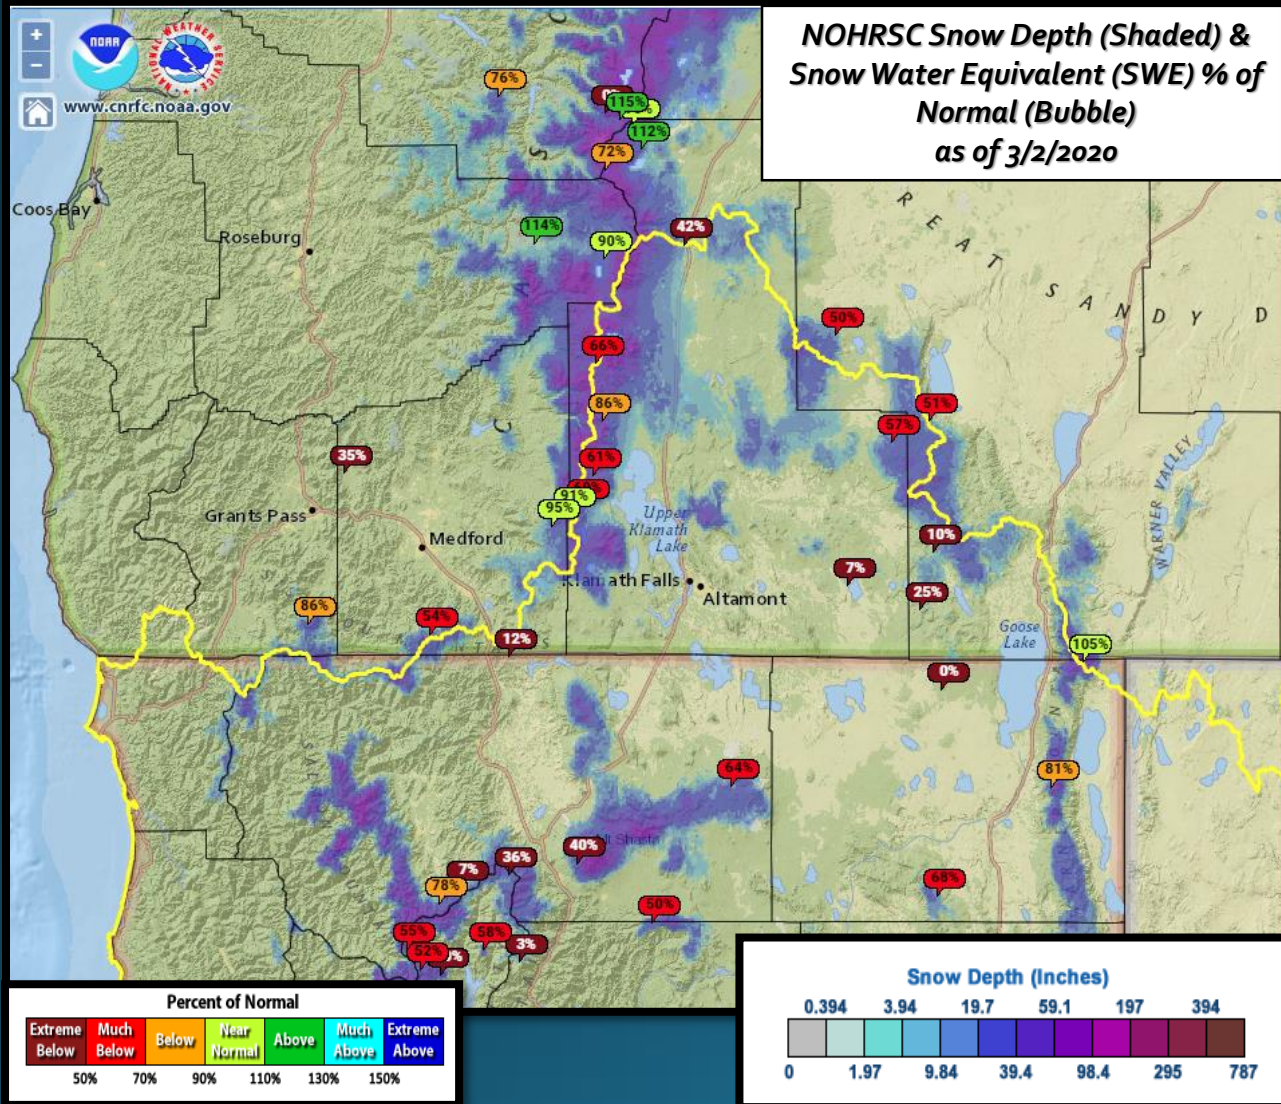 NOHRSC Snow Depth (Shaded) &
Snow Water Equivalent (SWE) % of
Normal (Bubble)
as of 3/2/2020
+
−
NOAA
NATIONAL WEATHER SERVICE
www.cnrfc.noaa.gov
76%
115%
112%
72%
S
Coos Bay
Roseburg
114%
90%
42%
A
REAT SANDY D
50%
66%
86%
C
51%
57%
35%
61%
91%
95%
Grants Pass
Medford
Upper
Klamath
Lake
WARNER VALLEY
10%
7%
25%
Klamath Falls
Altamont
86%
54%
12%
Goose
Lake
105%
0%
64%
81%
40%
Mt Shasta
36%
7%
78%
68%
50%
55%
58%
3%
52%
Percent of Normal
Extreme Below
Much Below
Below
Near Normal
Above
Much Above
Extreme Above
50% 70% 90% 110% 130% 150%
Snow Depth (Inches)
0.394 3.94 19.7 59.1 197 394
0 1.97 9.84 39.4 98.4 295 787